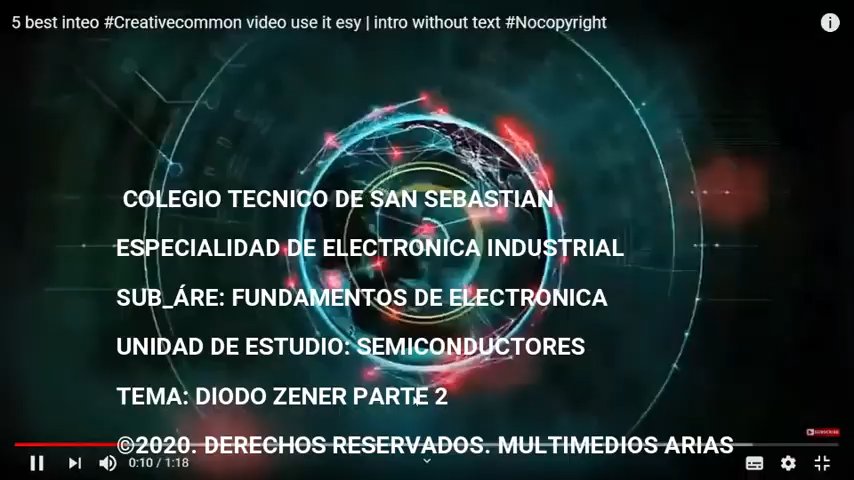 5 best inteo #Creativecommon video use it esy | intro without text #Nocopyright
COLEGIO TECNICO DE SAN SEBASTIAN
ESPECIALIDAD DE ELECTRONICA INDUSTRIAL
SUB_ÁRE: FUNDAMENTOS DE ELECTRONICA
UNIDAD DE ESTUDIO: SEMICONDUCTORES
TEMA: DIODO ZENER PARTE 2
SUBSCRIBE
©2020. DERECHOS RESERVADOS. MULTIMEDIOS ARIAS
0:10 / 1:18